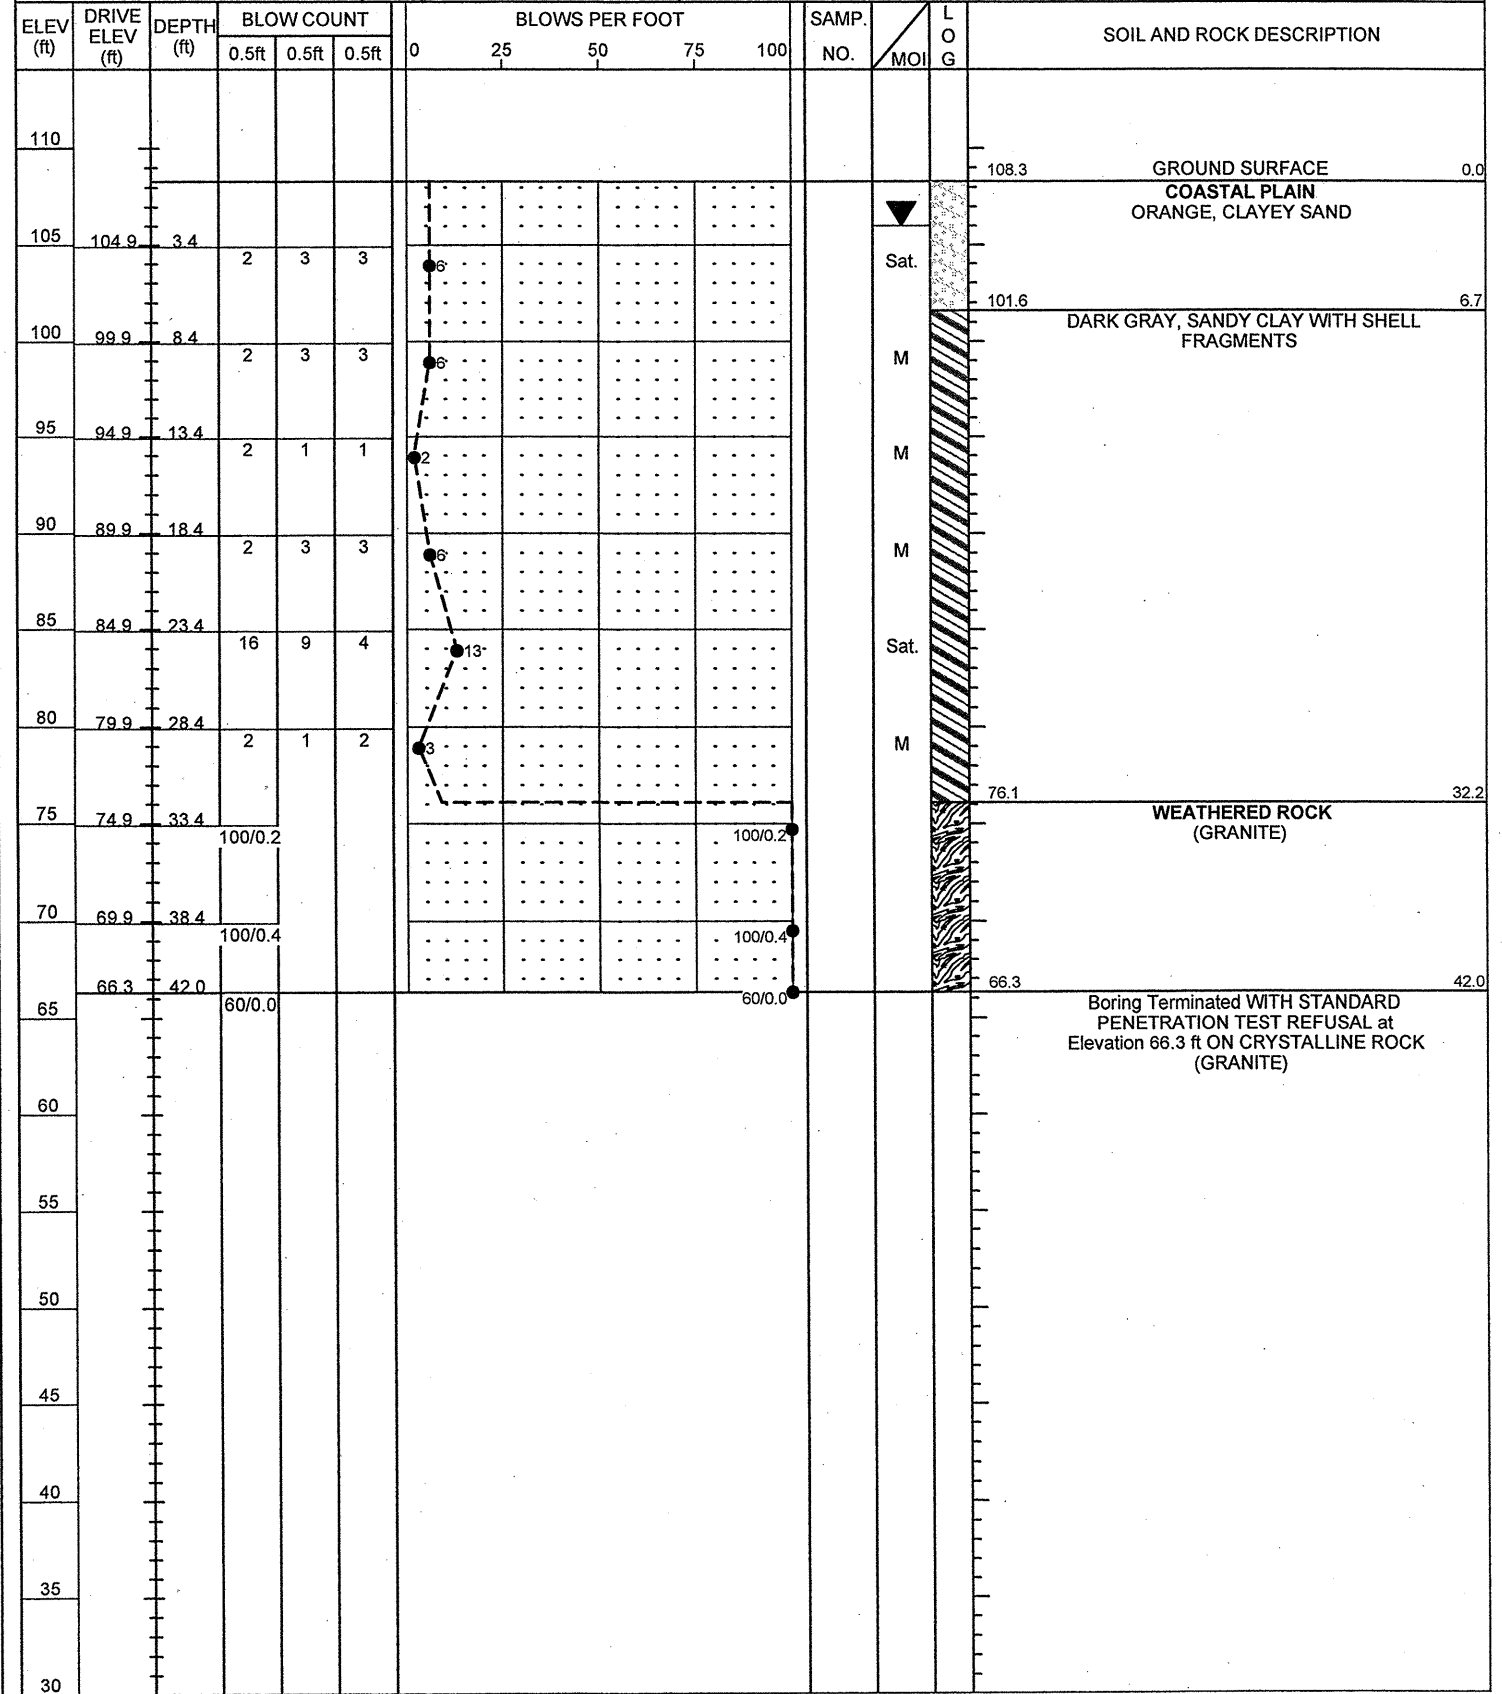 ELEV (ft) DRIVE ELEV (ft) DEPTH (ft) BLOW COUNT BLOWS PER FOOT SAMP. NO. MOI L O G SOIL AND ROCK DESCRIPTION
0.5ft 0.5ft 0.5ft 0 25 50 75 100
110
108.3 GROUND SURFACE 0.0
COASTAL PLAIN
ORANGE, CLAYEY SAND
105 104.9 3.4
2 3 3 6 Sat.
101.6 6.7
DARK GRAY, SANDY CLAY WITH SHELL
FRAGMENTS
100 99.9 8.4
2 3 3 6 M
95 94.9 13.4
2 1 1 2 M
90 89.9 18.4
2 3 3 6 M
85 84.9 23.4
16 9 4 13 Sat.
80 79.9 28.4
2 1 2 3 M
76.1 32.2
WEATHERED ROCK
(GRANITE)
75 74.9 33.4
100/0.2 100/0.2
70 69.9 38.4
100/0.4 100/0.4
66.3 42.0 66.3 42.0
60/0.0 60/0.0
Boring Terminated WITH STANDARD
PENETRATION TEST REFUSAL at
Elevation 66.3 ft ON CRYSTALLINE ROCK
(GRANITE)
65
60
55
50
45
40
35
30